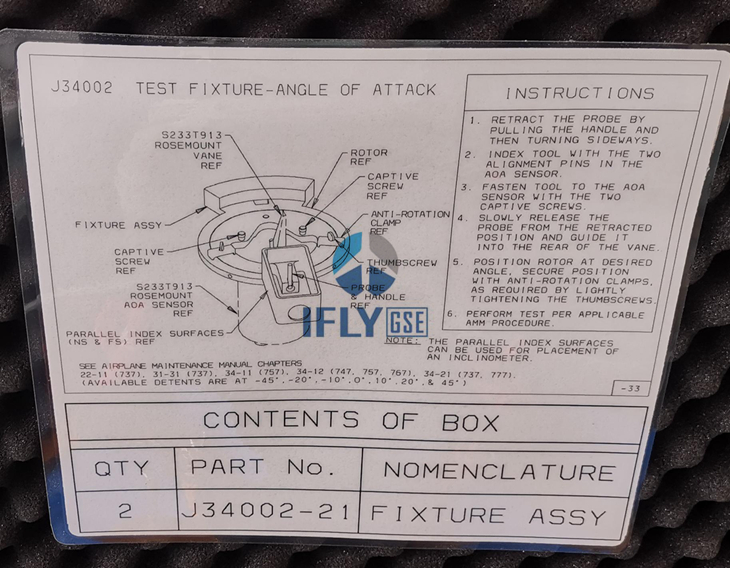 J34002 TEST FIXTURE-ANGLE OF ATTACK
S233T913
ROSEMOUNT
VANE
REF
ROTOR
REF
CAPTIVE
SCREW
REF
FIXTURE ASSY
ANTI-ROTATION
CLAMP
REF
CAPTIVE
SCREW
REF
THUMBSCREW
REF
S233T913
ROSEMOUNT
AOA SENSOR
REF
PROBE
& HANDLE
REF
PARALLEL INDEX SURFACES
(NS & FS) REF
SEE AIRPLANE MAINTENANCE MANUAL CHAPTERS
22-11 (737), 31-31 (737), 34-11 (757), 34-12 (747, 757, 767), 34-21 (737, 777).
(AVAILABLE DETENTS ARE AT -45°,-20°,-10°,0°,10°,20°,& 45°)
INSTRUCTIONS
1. RETRACT THE PROBE BY
PULLING THE HANDLE AND
THEN TURNING SIDEWAYS.
2. INDEX TOOL WITH THE TWO
ALIGNMENT PINS IN THE
AOA SENSOR.
3. FASTEN TOOL TO THE AOA
SENSOR WITH THE TWO
CAPTIVE SCREWS.
4. SLOWLY RELEASE THE
PROBE FROM THE RETRACTED
POSITION AND GUIDE IT
INTO THE REAR OF THE VANE.
5. POSITION ROTOR AT DESIRED
ANGLE, SECURE POSITION
WITH ANTI-ROTATION CLAMPS,
AS REQUIRED BY LIGHTLY
TIGHTENING THE THUMBSCREWS.
6. PERFORM TEST PER APPLICABLE
AMM PROCEDURE.
NOTE: THE PARALLEL INDEX SURFACES
CAN BE USED FOR PLACEMENT OF
AN INCLINOMETER.
-33
IFLY GSE
CONTENTS OF BOX
QTY PART No. NOMENCLATURE
2 J34002-21 FIXTURE ASSY